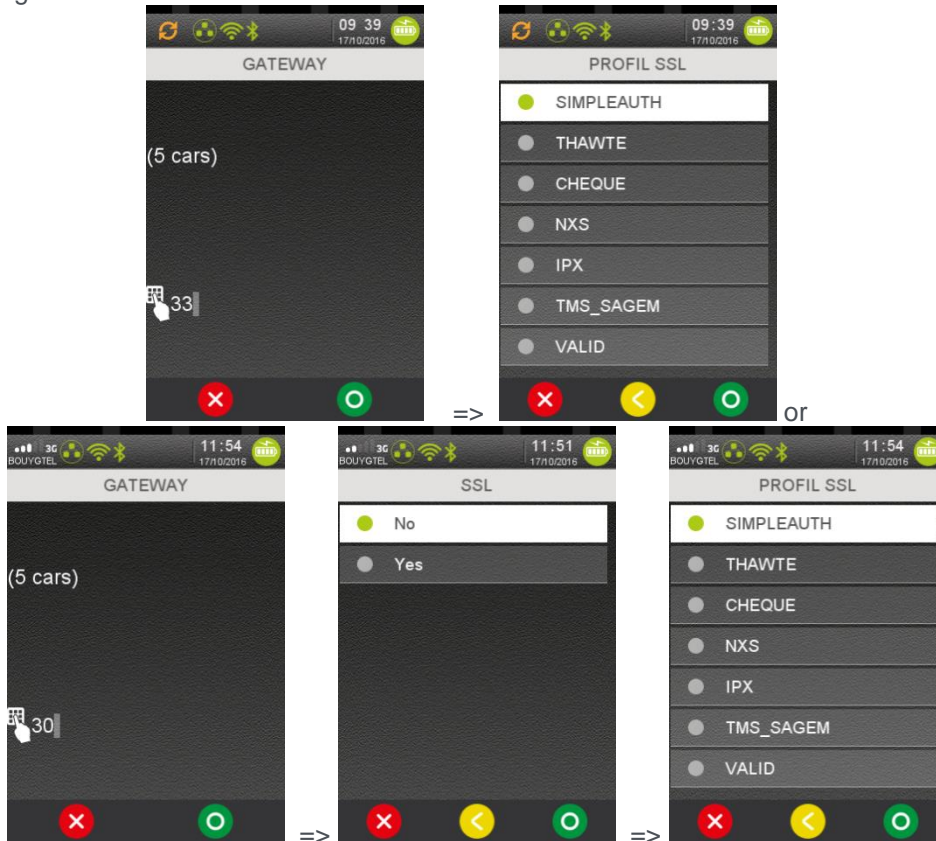 09 39
17/10/2016
GATEWAY
(5 cars)
33
=>
09:39
17/10/2016
PROFIL SSL
SIMPLEAUTH
THAWTE
CHEQUE
NXS
IPX
TMS_SAGEM
VALID
or
3G
BOUYGTEL
11:54
17/10/2016
GATEWAY
(5 cars)
30
=>
3G
BOUYGTEL
11:51
17/10/2016
SSL
No
Yes
=>
3G
BOUYGTEL
11:54
17/10/2016
PROFIL SSL
SIMPLEAUTH
THAWTE
CHEQUE
NXS
IPX
TMS_SAGEM
VALID